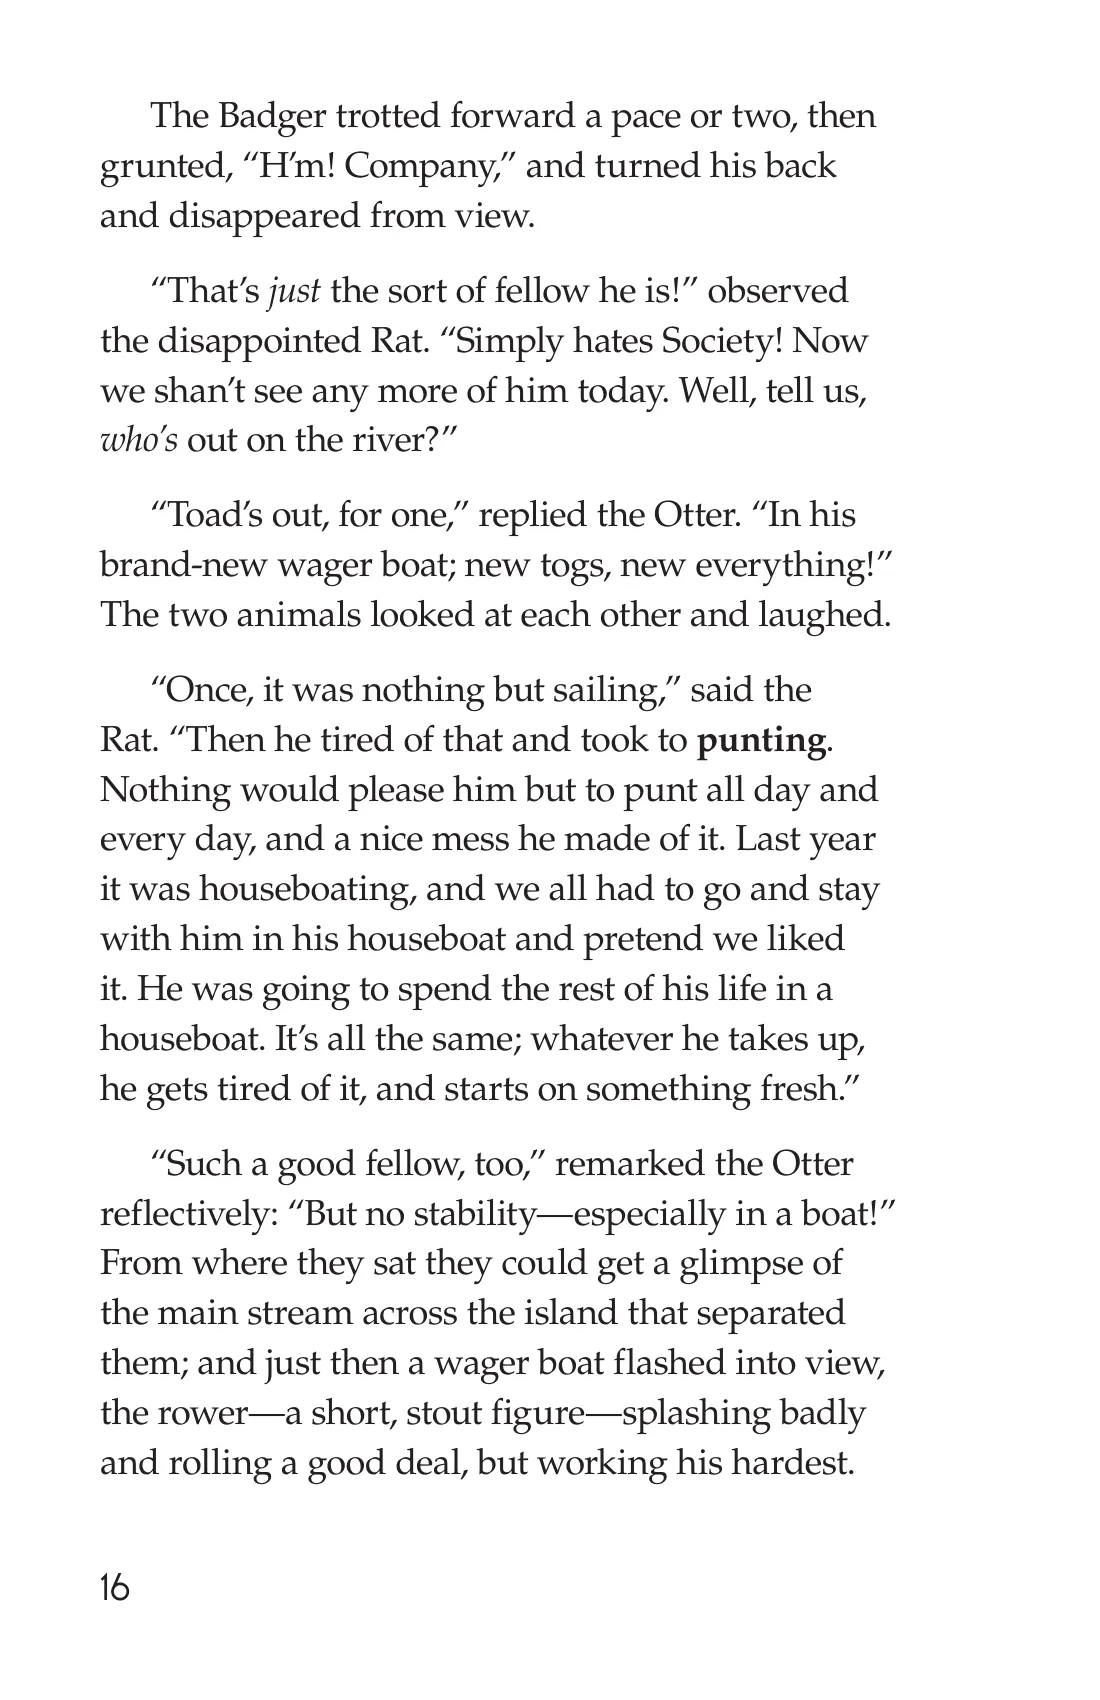 The Badger trotted forward a pace or two, then
grunted, “H’m! Company,” and turned his back
and disappeared from view.
“That’s just the sort of fellow he is!” observed
the disappointed Rat. “Simply hates Society! Now
we shan’t see any more of him today. Well, tell us,
who’s out on the river?”
“Toad’s out, for one,” replied the Otter. “In his
brand-new wager boat; new togs, new everything!”
The two animals looked at each other and laughed.
“Once, it was nothing but sailing,” said the
Rat. “Then he tired of that and took to punting.
Nothing would please him but to punt all day and
every day, and a nice mess he made of it. Last year
it was houseboating, and we all had to go and stay
with him in his houseboat and pretend we liked
it. He was going to spend the rest of his life in a
houseboat. It’s all the same; whatever he takes up,
he gets tired of it, and starts on something fresh.”
“Such a good fellow, too,” remarked the Otter
reflectively: “But no stability—especially in a boat!”
From where they sat they could get a glimpse of
the main stream across the island that separated
them; and just then a wager boat flashed into view,
the rower—a short, stout figure—splashing badly
and rolling a good deal, but working his hardest.
16